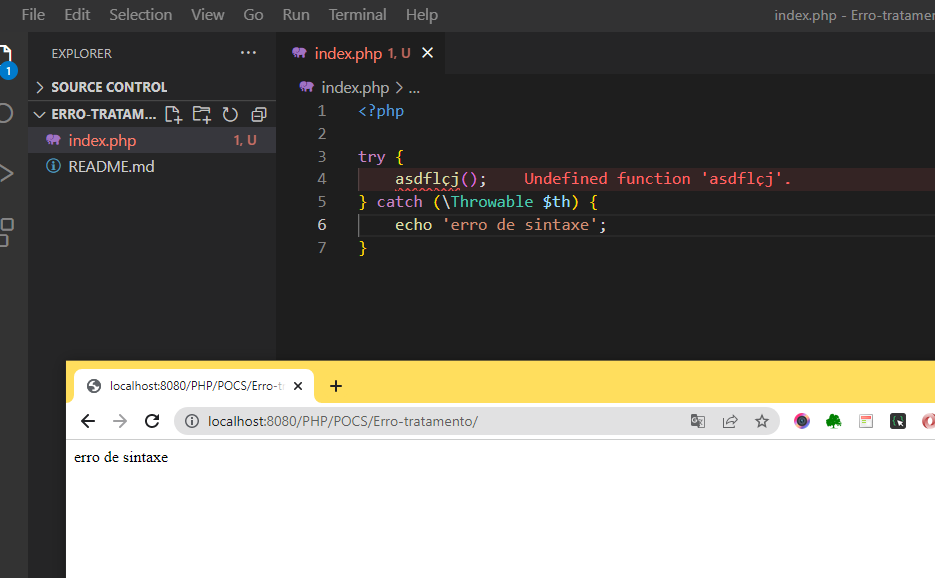 File Edit Selection View Go Run Terminal Help
index.php - Erro-tratamen
EXPLORER
SOURCE CONTROL
ERRO-TRATAM...
index.php 1, U
README.md
1
index.php 1, U
index.php > ...
1 <?php
2
3 try {
4 asdflçj(); Undefined function 'asdflçj'.
5 } catch (\Throwable $th) {
6 echo 'erro de sintaxe';
7 }
localhost:8080/PHP/POCS/Erro-t
localhost:8080/PHP/POCS/Erro-tratamento/
erro de sintaxe